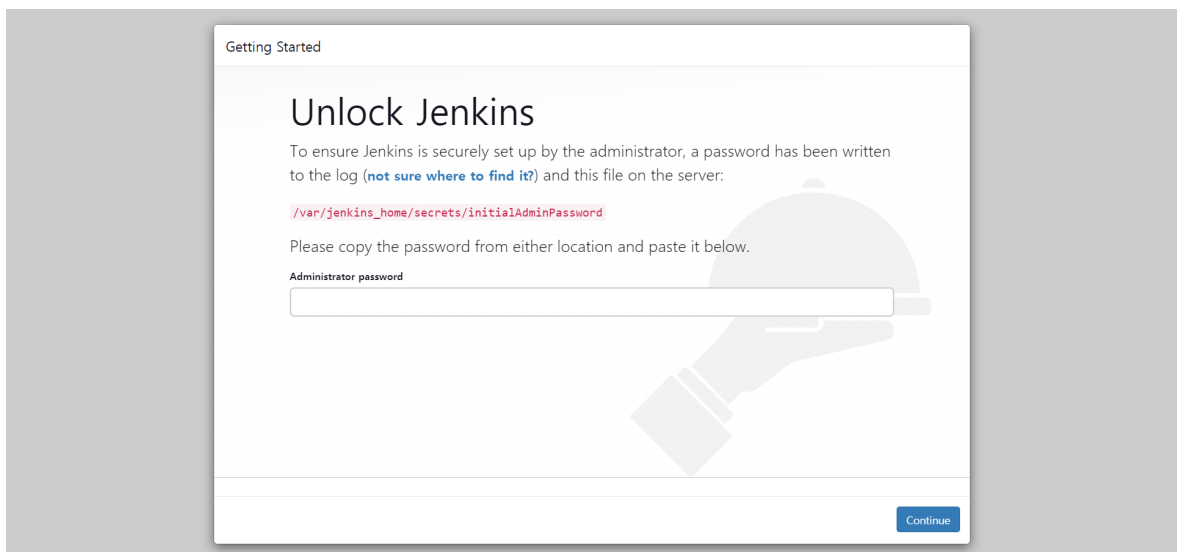 Getting Started
Unlock Jenkins
To ensure Jenkins is securely set up by the administrator, a password has been written
to the log (not sure where to find it?) and this file on the server:
/var/jenkins_home/secrets/initialAdminPassword
Please copy the password from either location and paste it below.
Administrator password
Continue